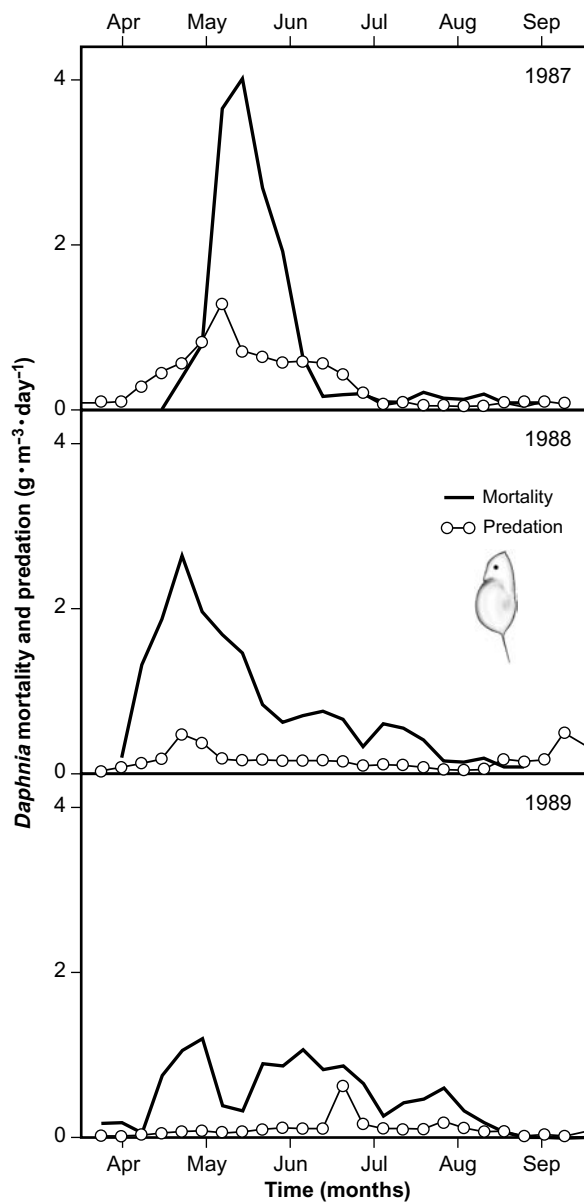 Apr May Jun Jul Aug Sep
4
1987
2
0
4
1988
Mortality
Predation
2
0
4
1989
2
0
Apr May Jun Jul Aug Sep
Time (months)
Daphnia mortality and predation (g·m⁻³·day⁻¹)